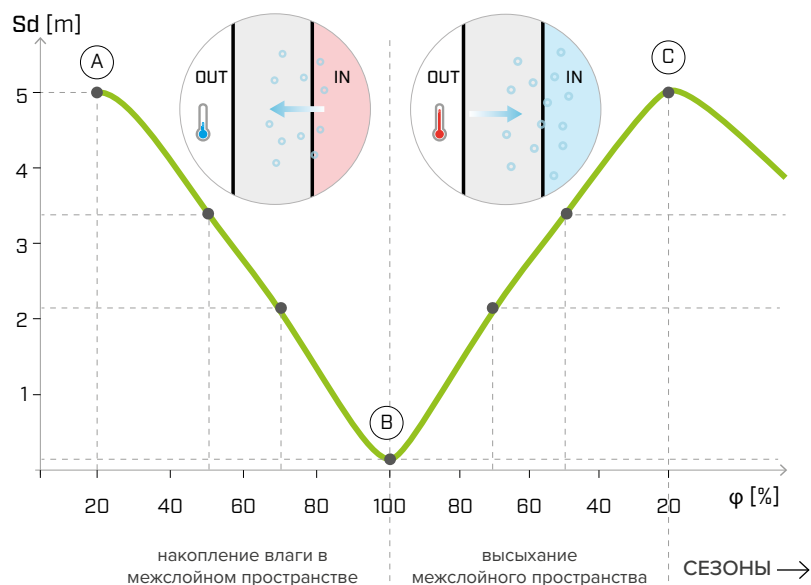 Sd [m]
A
OUT
IN
OUT
IN
C
5
4
3
2
1
B
20 40 60 80 100 80 60 40 20 φ [%]
накопление влаги в
межслойном пространстве
высыхание
межслойного пространства
СЕЗОНЫ